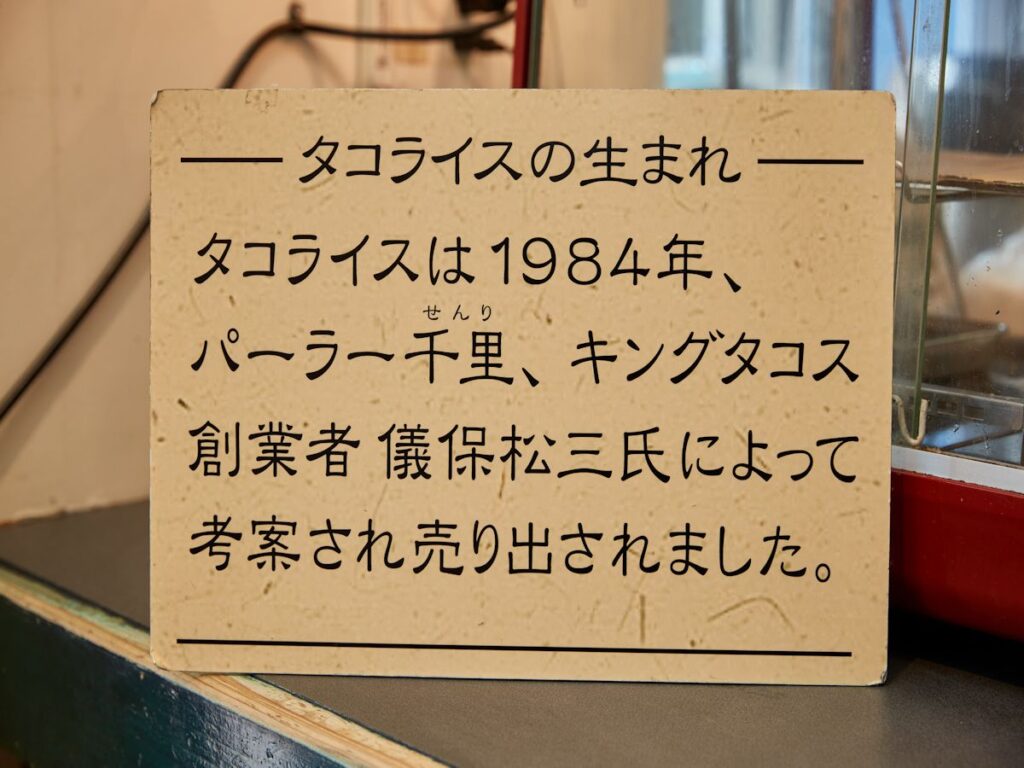 タコライスの生まれ
タコライスは1984年、
せんり
パーラー千里、キングタコス
創業者 儀保松三氏によって
考案され売り出されました。